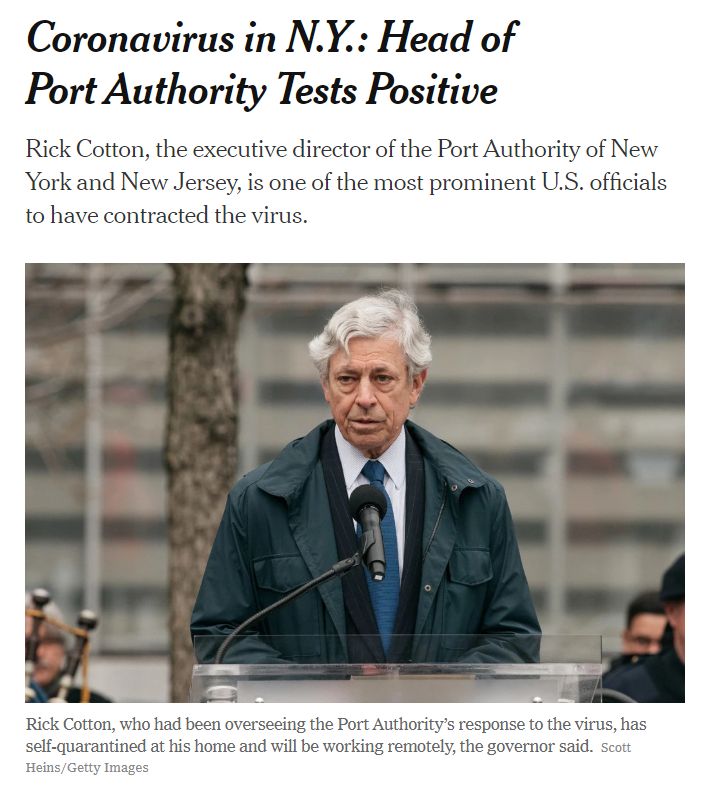 Coronavirus in N.Y.: Head of
Port Authority Tests Positive
Rick Cotton, the executive director of the Port Authority of New
York and New Jersey, is one of the most prominent U.S. officials
to have contracted the virus.
Rick Cotton, who had been overseeing the Port Authority’s response to the virus, has
self-quarantined at his home and will be working remotely, the governor said. Scott
Heins/Getty Images